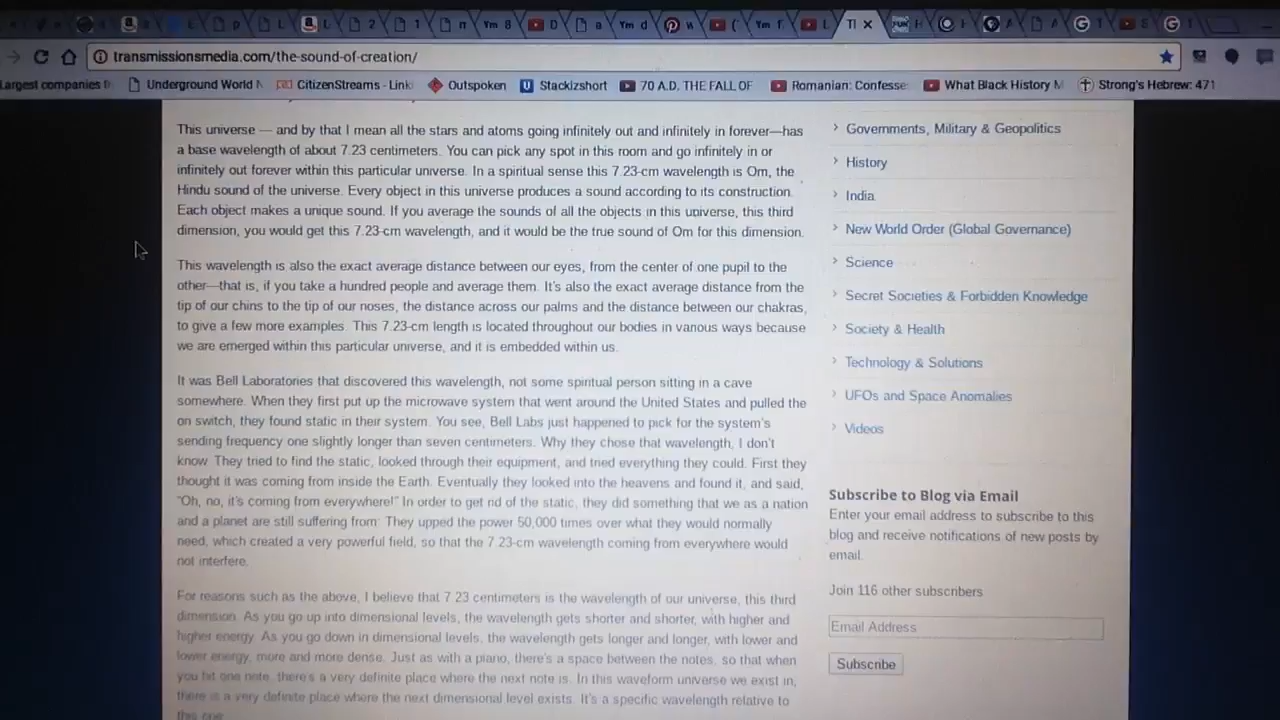 2
1
Ym 8
D
a
Ym d
w
(
Ym f
L
Tl
transmissionsmedia.com/the-sound-of-creation/
Largest companies
Underground World
CitizenStreams - Link
Outspoken
Stackizshort
70 A.D. THE FALL OF
Romanian: Confesse
What Black History M
Strong's Hebrew: 471
This universe — and by that I mean all the stars and atoms going infinitely out and infinitely in forever—has
a base wavelength of about 7.23 centimeters. You can pick any spot in this room and go infinitely in or
infinitely out forever within this particular universe. In a spiritual sense this 7.23-cm wavelength is Om, the
Hindu sound of the universe. Every object in this universe produces a sound according to its construction.
Each object makes a unique sound. If you average the sounds of all the objects in this universe, this third
dimension, you would get this 7.23-cm wavelength, and it would be the true sound of Om for this dimension.
This wavelength is also the exact average distance between our eyes, from the center of one pupil to the
other—that is, if you take a hundred people and average them. It's also the exact average distance from the
tip of our chins to the tip of our noses, the distance across our palms and the distance between our chakras,
to give a few more examples. This 7.23-cm length is located throughout our bodies in various ways because
we are emerged within this particular universe, and it is embedded within us.
It was Bell Laboratories that discovered this wavelength, not some spiritual person sitting in a cave
somewhere. When they first put up the microwave system that went around the United States and pulled the
on switch, they found static in their system. You see, Bell Labs just happened to pick for the system's
sending frequency one slightly longer than seven centimeters. Why they chose that wavelength, I don't
know. They tried to find the static, looked through their equipment, and tried everything they could. First they
thought it was coming from inside the Earth. Eventually they looked into the heavens and found it, and said,
"Oh, no, it's coming from everywhere!" In order to get rid of the static, they did something that we as a nation
and a planet are still suffering from: They upped the power 50,000 times over what they would normally
need, which created a very powerful field, so that the 7.23-cm wavelength coming from everywhere would
not interfere.
For reasons such as the above, I believe that 7.23 centimeters is the wavelength of our universe, this third
dimension. As you go up into dimensional levels, the wavelength gets shorter and shorter, with higher and
higher energy. As you go down in dimensional levels, the wavelength gets longer and longer, with lower and
lower energy, more and more dense. Just as with a piano, there's a space between the notes, so that when
you hit one note, there's a very definite place where the next note is. In this waveform universe we exist in,
there is a very definite place where the next dimensional level exists. It's a specific wavelength relative to
this one.
Governments, Military & Geopolitics
History
India
New World Order (Global Governance)
Science
Secret Societies & Forbidden Knowledge
Society & Health
Technology & Solutions
UFOs and Space Anomalies
Videos
Subscribe to Blog via Email
Enter your email address to subscribe to this
blog and receive notifications of new posts by
email.
Join 116 other subscribers
Email Address
Subscribe